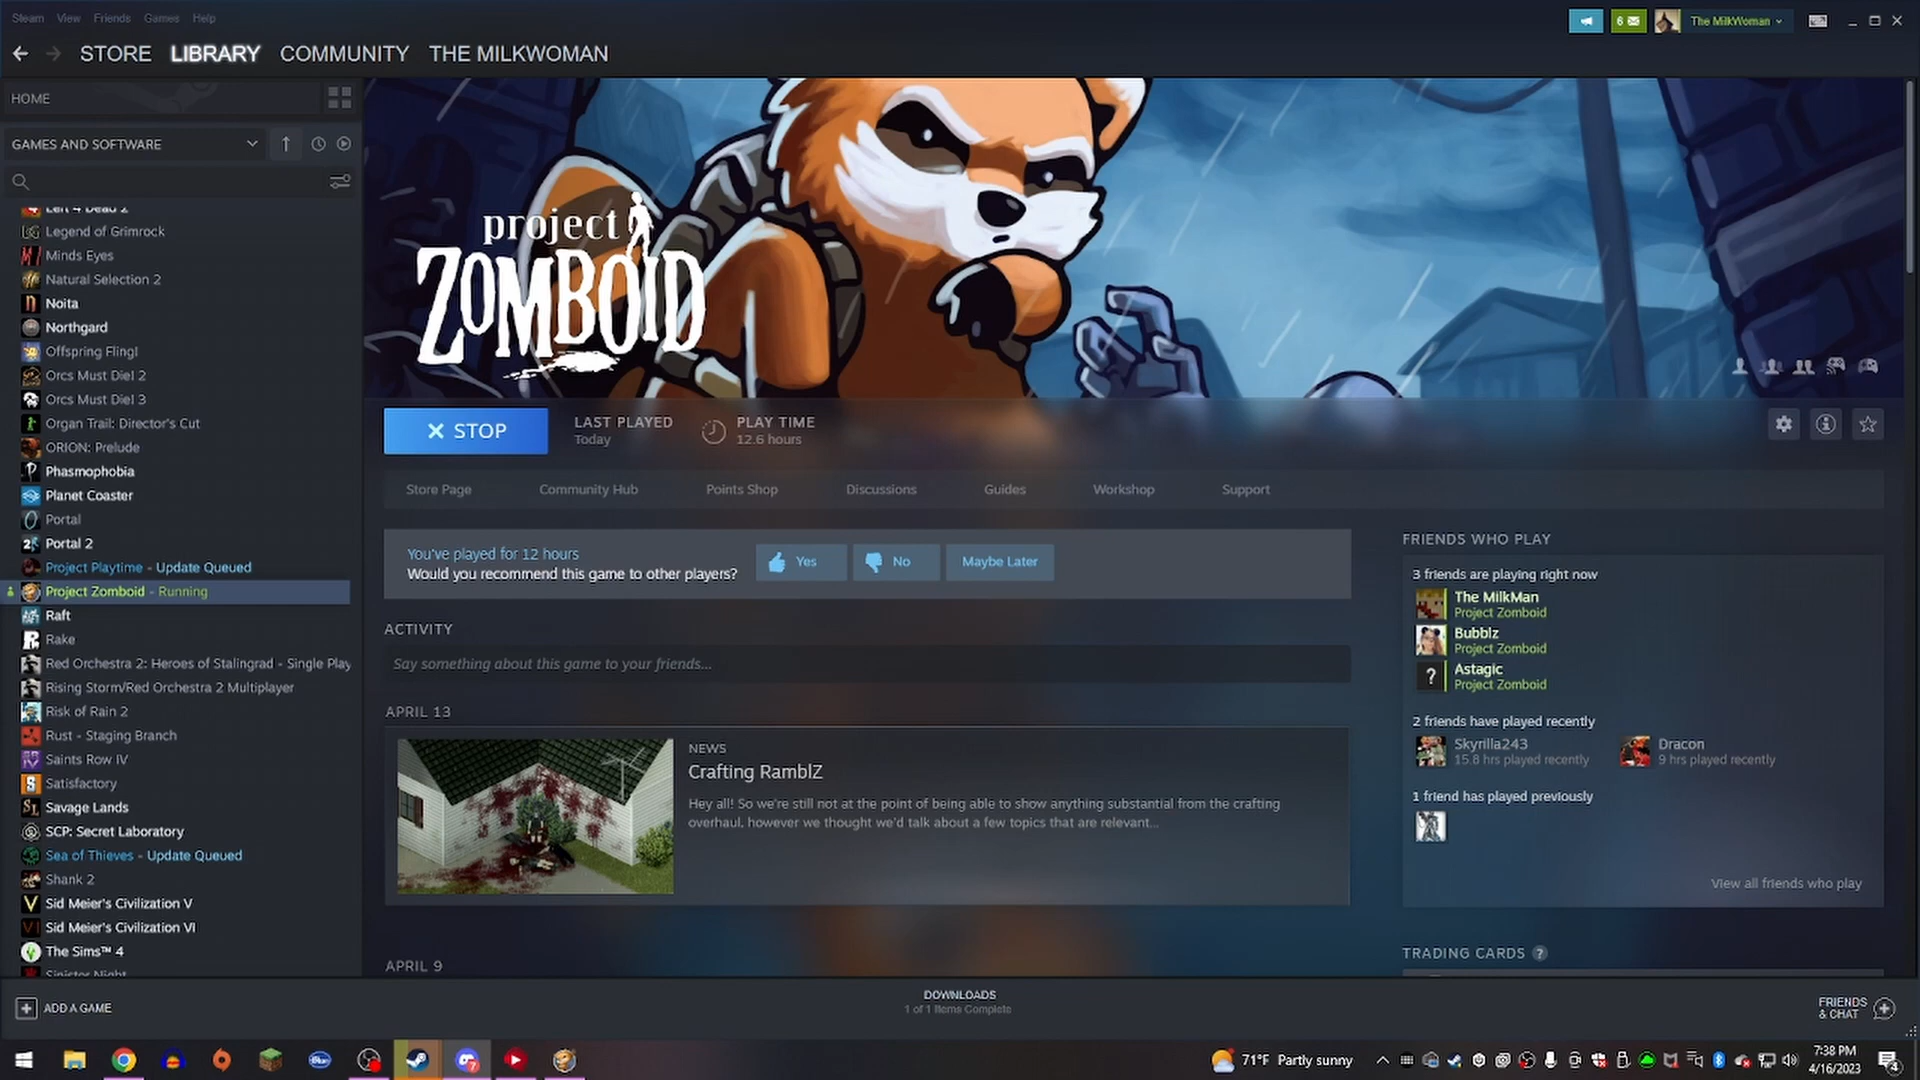 Steam View Friends Games Help
6
The MilkWoman
STORE LIBRARY COMMUNITY THE MILKWOMAN
HOME
GAMES AND SOFTWARE
Left 4 Dead 2
Legend of Grimrock
Minds Eyes
Natural Selection 2
Noita
Northgard
Offspring Fling!
Orcs Must Die! 2
Orcs Must Die! 3
Organ Trail: Director's Cut
ORION: Prelude
Phasmophobia
Planet Coaster
Portal
Portal 2
Project Playtime - Update Queued
Project Zomboid - Running
Raft
Rake
Red Orchestra 2: Heroes of Stalingrad - Single Play
Rising Storm/Red Orchestra 2 Multiplayer
Risk of Rain 2
Rust - Staging Branch
Saints Row IV
Satisfactory
Savage Lands
SCP: Secret Laboratory
Sea of Thieves - Update Queued
Shank 2
Sid Meier's Civilization V
Sid Meier's Civilization VI
The Sims™ 4
Sinister Night
ADD A GAME
project
ZOMBOID
STOP
LAST PLAYED
Today
PLAY TIME
12.6 hours
Store Page Community Hub Points Shop Discussions Guides Workshop Support
You've played for 12 hours
Would you recommend this game to other players?
Yes No Maybe Later
ACTIVITY
Say something about this game to your friends...
APRIL 13
NEWS
Crafting RamblZ
Hey all! So we're still not at the point of being able to show anything substantial from the crafting
overhaul, however we thought we'd talk about a few topics that are relevant...
APRIL 9
FRIENDS WHO PLAY
3 friends are playing right now
The MilkMan
Project Zomboid
Bubblz
Project Zomboid
?
Astagic
Project Zomboid
2 friends have played recently
Skyrilla243
15.8 hrs played recently
Dracon
9 hrs played recently
1 friend has played previously
View all friends who play
TRADING CARDS ?
DOWNLOADS
1 of 1 Items Complete
FRIENDS
& CHAT
71°F Partly sunny
7:38 PM
4/16/2023
4